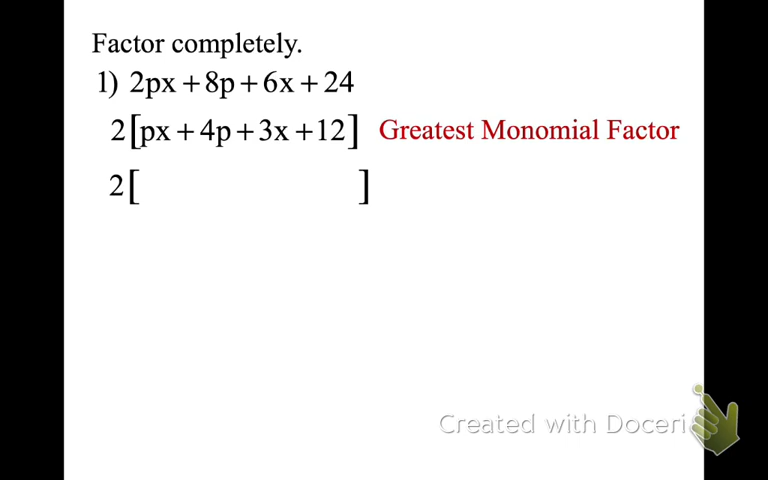 Factor completely.
1) 2px + 8p + 6x + 24
2[px + 4p + 3x + 12] Greatest Monomial Factor
2[ ]
Created with Doceri